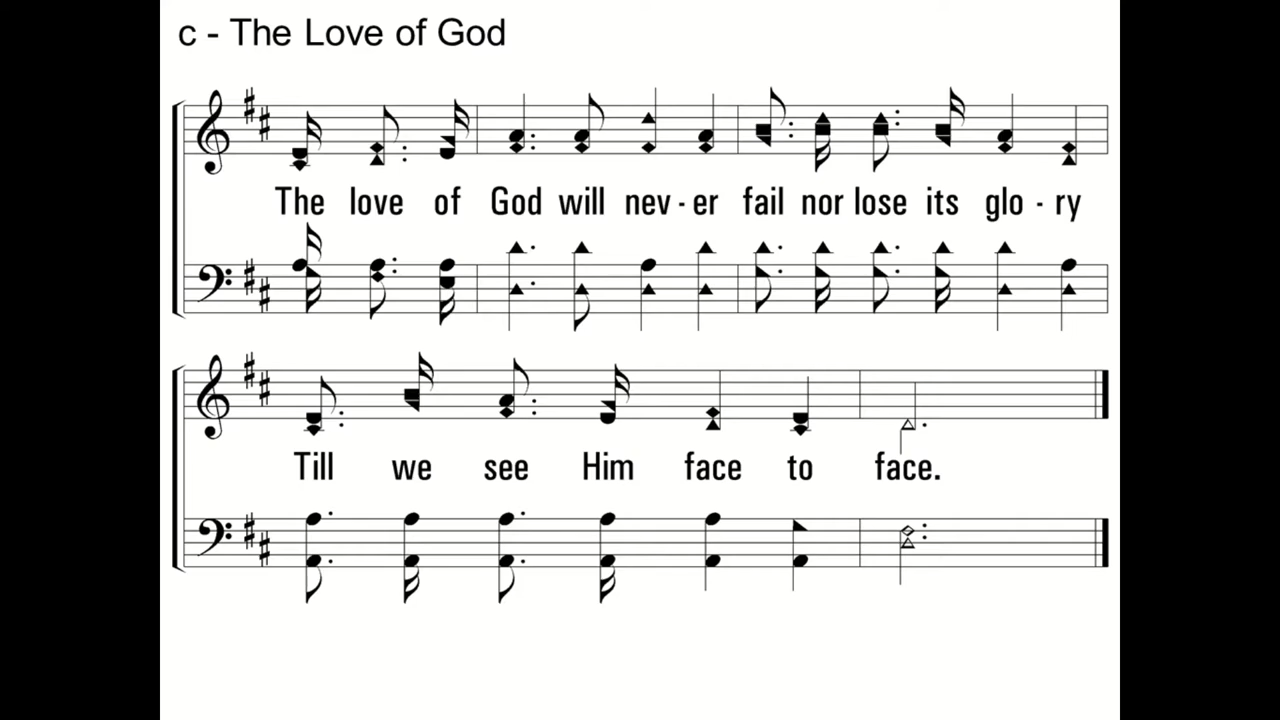 c - The Love of God
The love of God will nev - er fail nor lose its glo - ry
Till we see Him face to face.